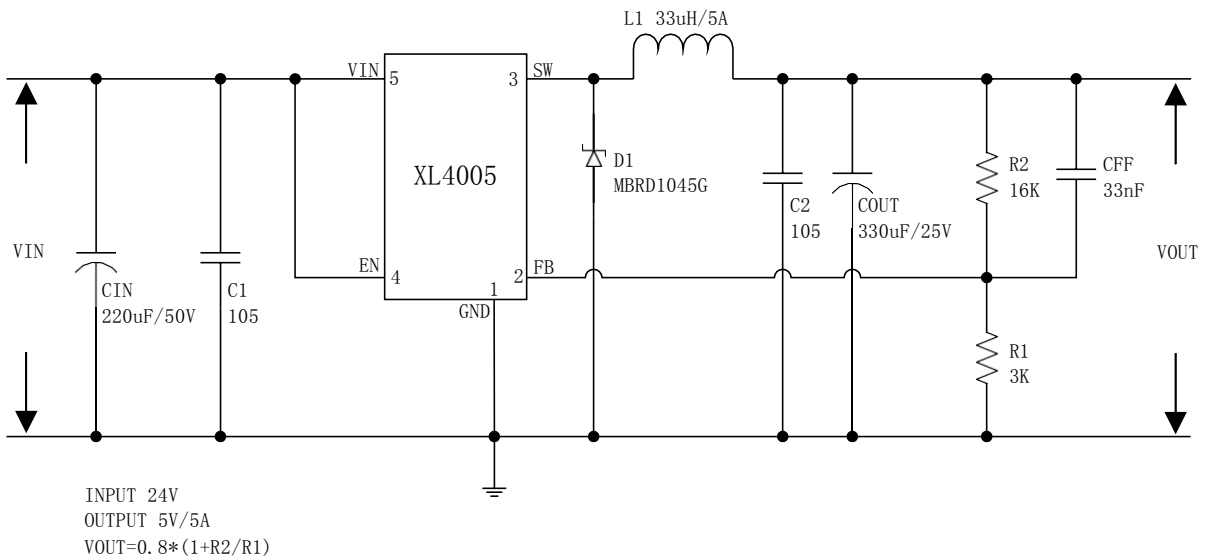 L1 33uH/5A
VIN 5
3 SW
XL4005
D1
MBRD1045G
R2
16K
CFF
33nF
C2
105
COUT
330uF/25V
VIN
VOUT
EN 4
2 FB
1
GND
CIN
220uF/50V
C1
105
R1
3K
INPUT 24V
OUTPUT 5V/5A
VOUT=0.8*(1+R2/R1)